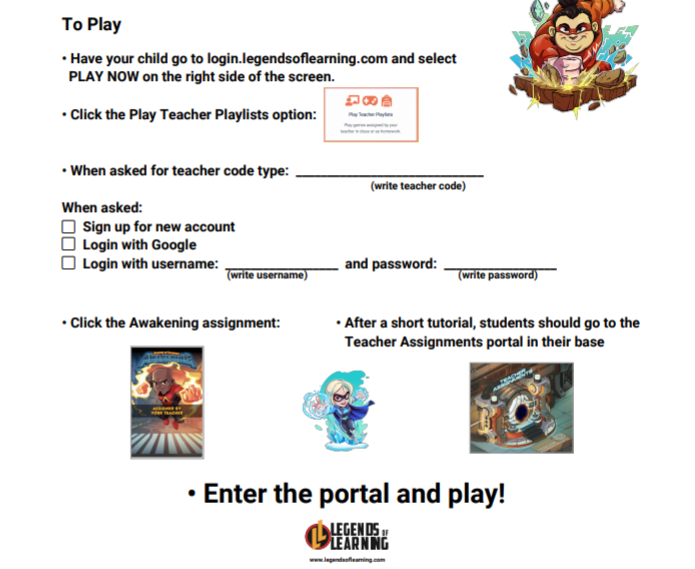 To Play
• Have your child go to login.legendsoflearning.com and select
PLAY NOW on the right side of the screen.
• Click the Play Teacher Playlists option:
Play Teacher Playlists
Play games assigned by your
teacher in class or as homework.
• When asked for teacher code type:
(write teacher code)
When asked:
Sign up for new account
Login with Google
Login with username: and password:
(write username) (write password)
• Click the Awakening assignment:
• After a short tutorial, students should go to the
Teacher Assignments portal in their base
ASSIGNED BY
YOUR TEACHER
TEACHER
ASSIGNMENTS
• Enter the portal and play!
LEGENDS OF
LEARNING
www.legendsoflearning.com